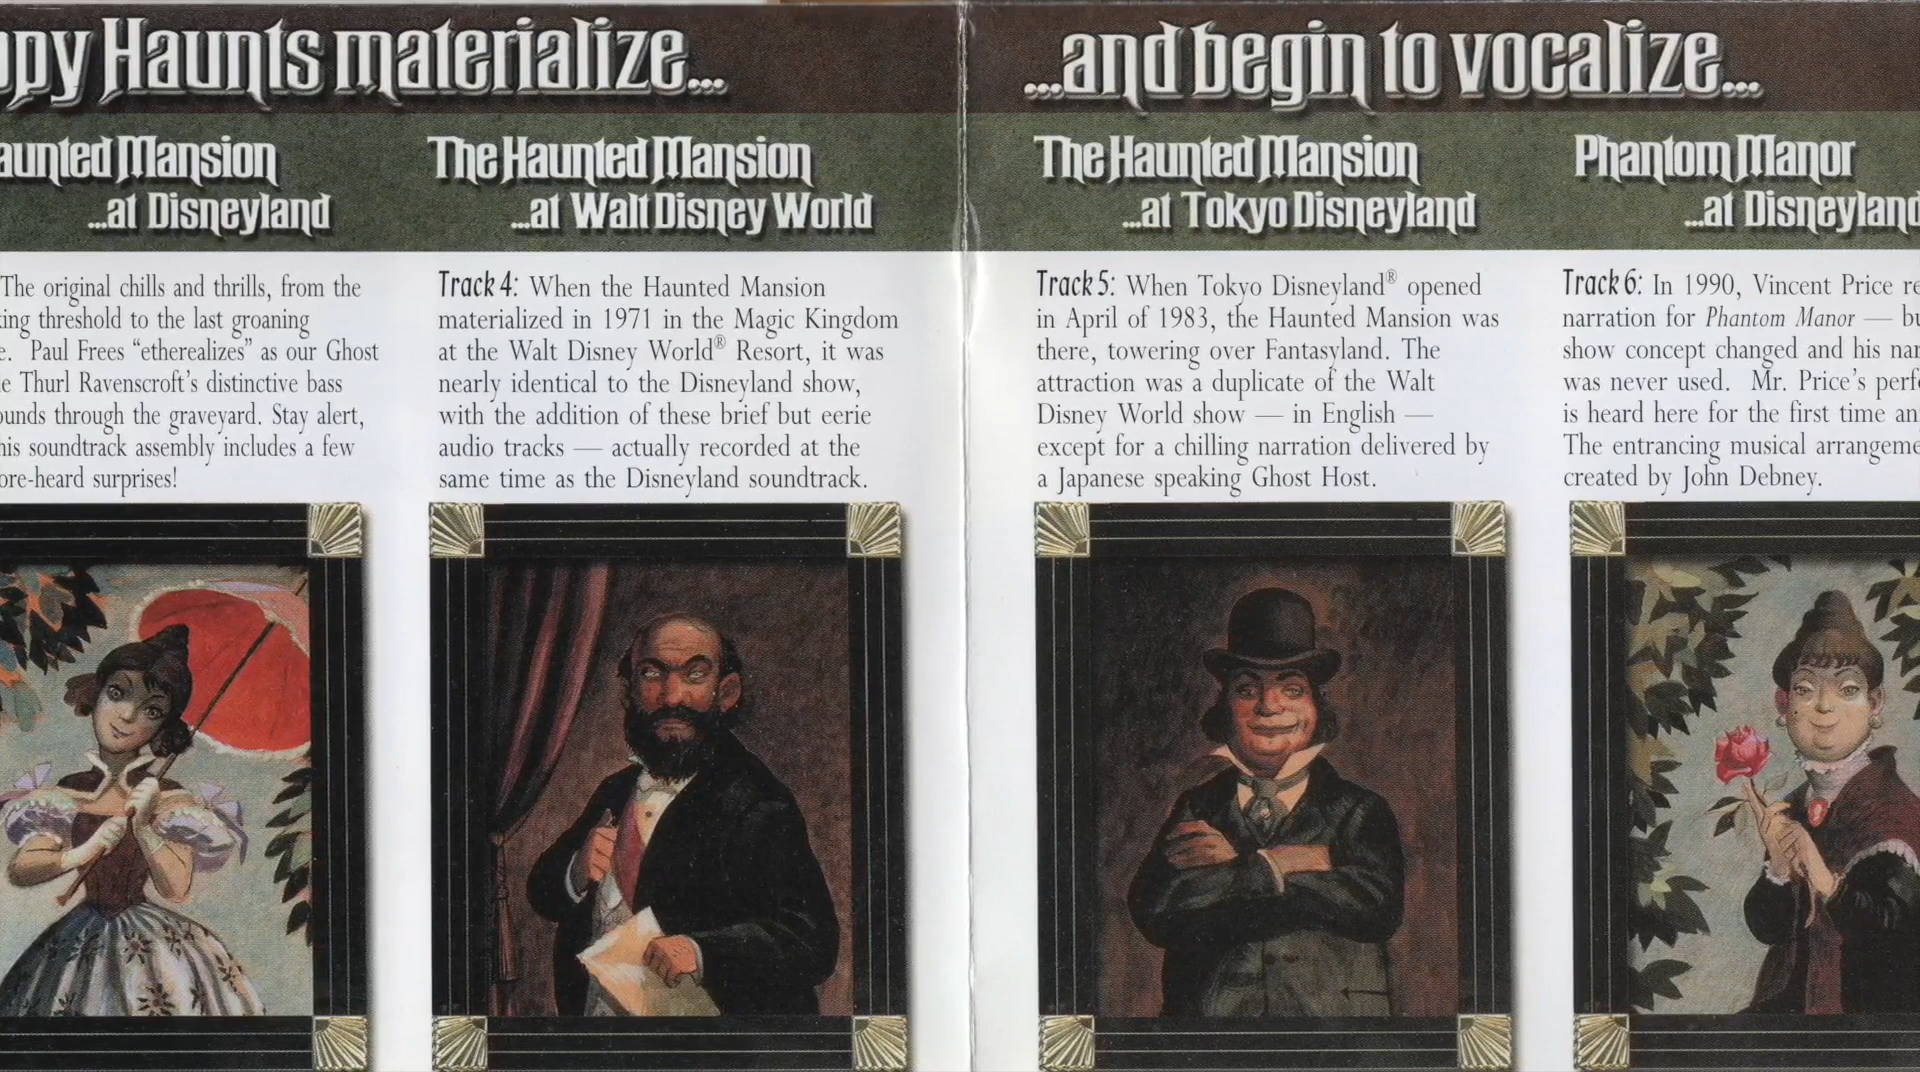 Haunts materialize...
...and begin to vocalize...
Mansion
...at Disneyland
The original chills and thrills, from the
threshold to the last groaning
Paul Frees “etherealizes” as our Ghost
Thurl Ravenscroft’s distinctive bass
through the graveyard. Stay alert,
soundtrack assembly includes a few
surprises!
The Haunted Mansion
...at Walt Disney World
Track 4: When the Haunted Mansion
materialized in 1971 in the Magic Kingdom
at the Walt Disney World® Resort, it was
nearly identical to the Disneyland show,
with the addition of these brief but eerie
audio tracks — actually recorded at the
same time as the Disneyland soundtrack.
The Haunted Mansion
...at Tokyo Disneyland
Track 5: When Tokyo Disneyland® opened
in April of 1983, the Haunted Mansion was
there, towering over Fantasyland. The
attraction was a duplicate of the Walt
Disney World show — in English —
except for a chilling narration delivered by
a Japanese speaking Ghost Host.
Phantom Manor
...at Disneyland
Track 6: In 1990, Vincent Price
narration for Phantom Manor —
show concept changed and his
was never used. Mr. Price’s
is heard here for the first time
The entrancing musical
created by John Debney.